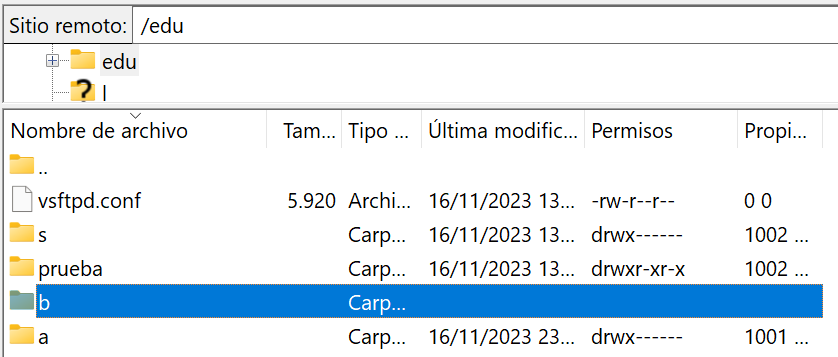 Sitio remoto: /edu
edu
l
Nombre de archivo Tam... Tipo ... Última modific... Permisos Propi...
..
vsftpd.conf 5.920 Archi... 16/11/2023 13... -rw-r--r-- 0 0
s Carp... 16/11/2023 13... drwx------ 1002 ...
prueba Carp... 16/11/2023 13... drwxr-xr-x 1002 ...
b Carp...
a Carp... 16/11/2023 23... drwx------ 1001 ...